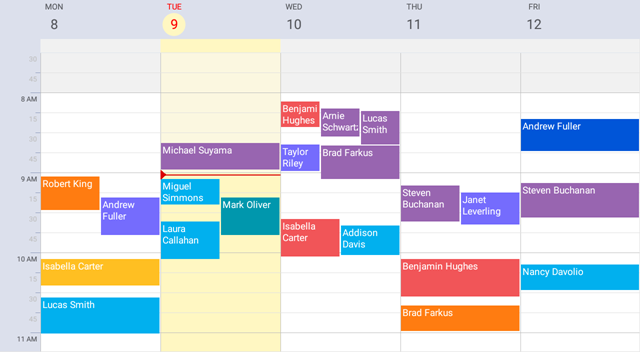 MON
8
TUE
9
WED
10
THU
11
FRI
12
30
45
8 AM
15
30
45
9 AM
15
30
45
10 AM
15
30
45
11 AM
Robert King
Andrew
Fuller
Isabella Carter
Lucas Smith
Michael Suyama
Miguel
Simmons
Mark Oliver
Laura
Callahan
Benjami
Hughes
Arnie
Schwart
Lucas
Smith
Taylor
Riley
Brad Farkus
Isabella
Carter
Addison
Davis
Steven
Buchanan
Janet
Leverling
Benjamin Hughes
Brad Farkus
Andrew Fuller
Steven Buchanan
Nancy Davolio